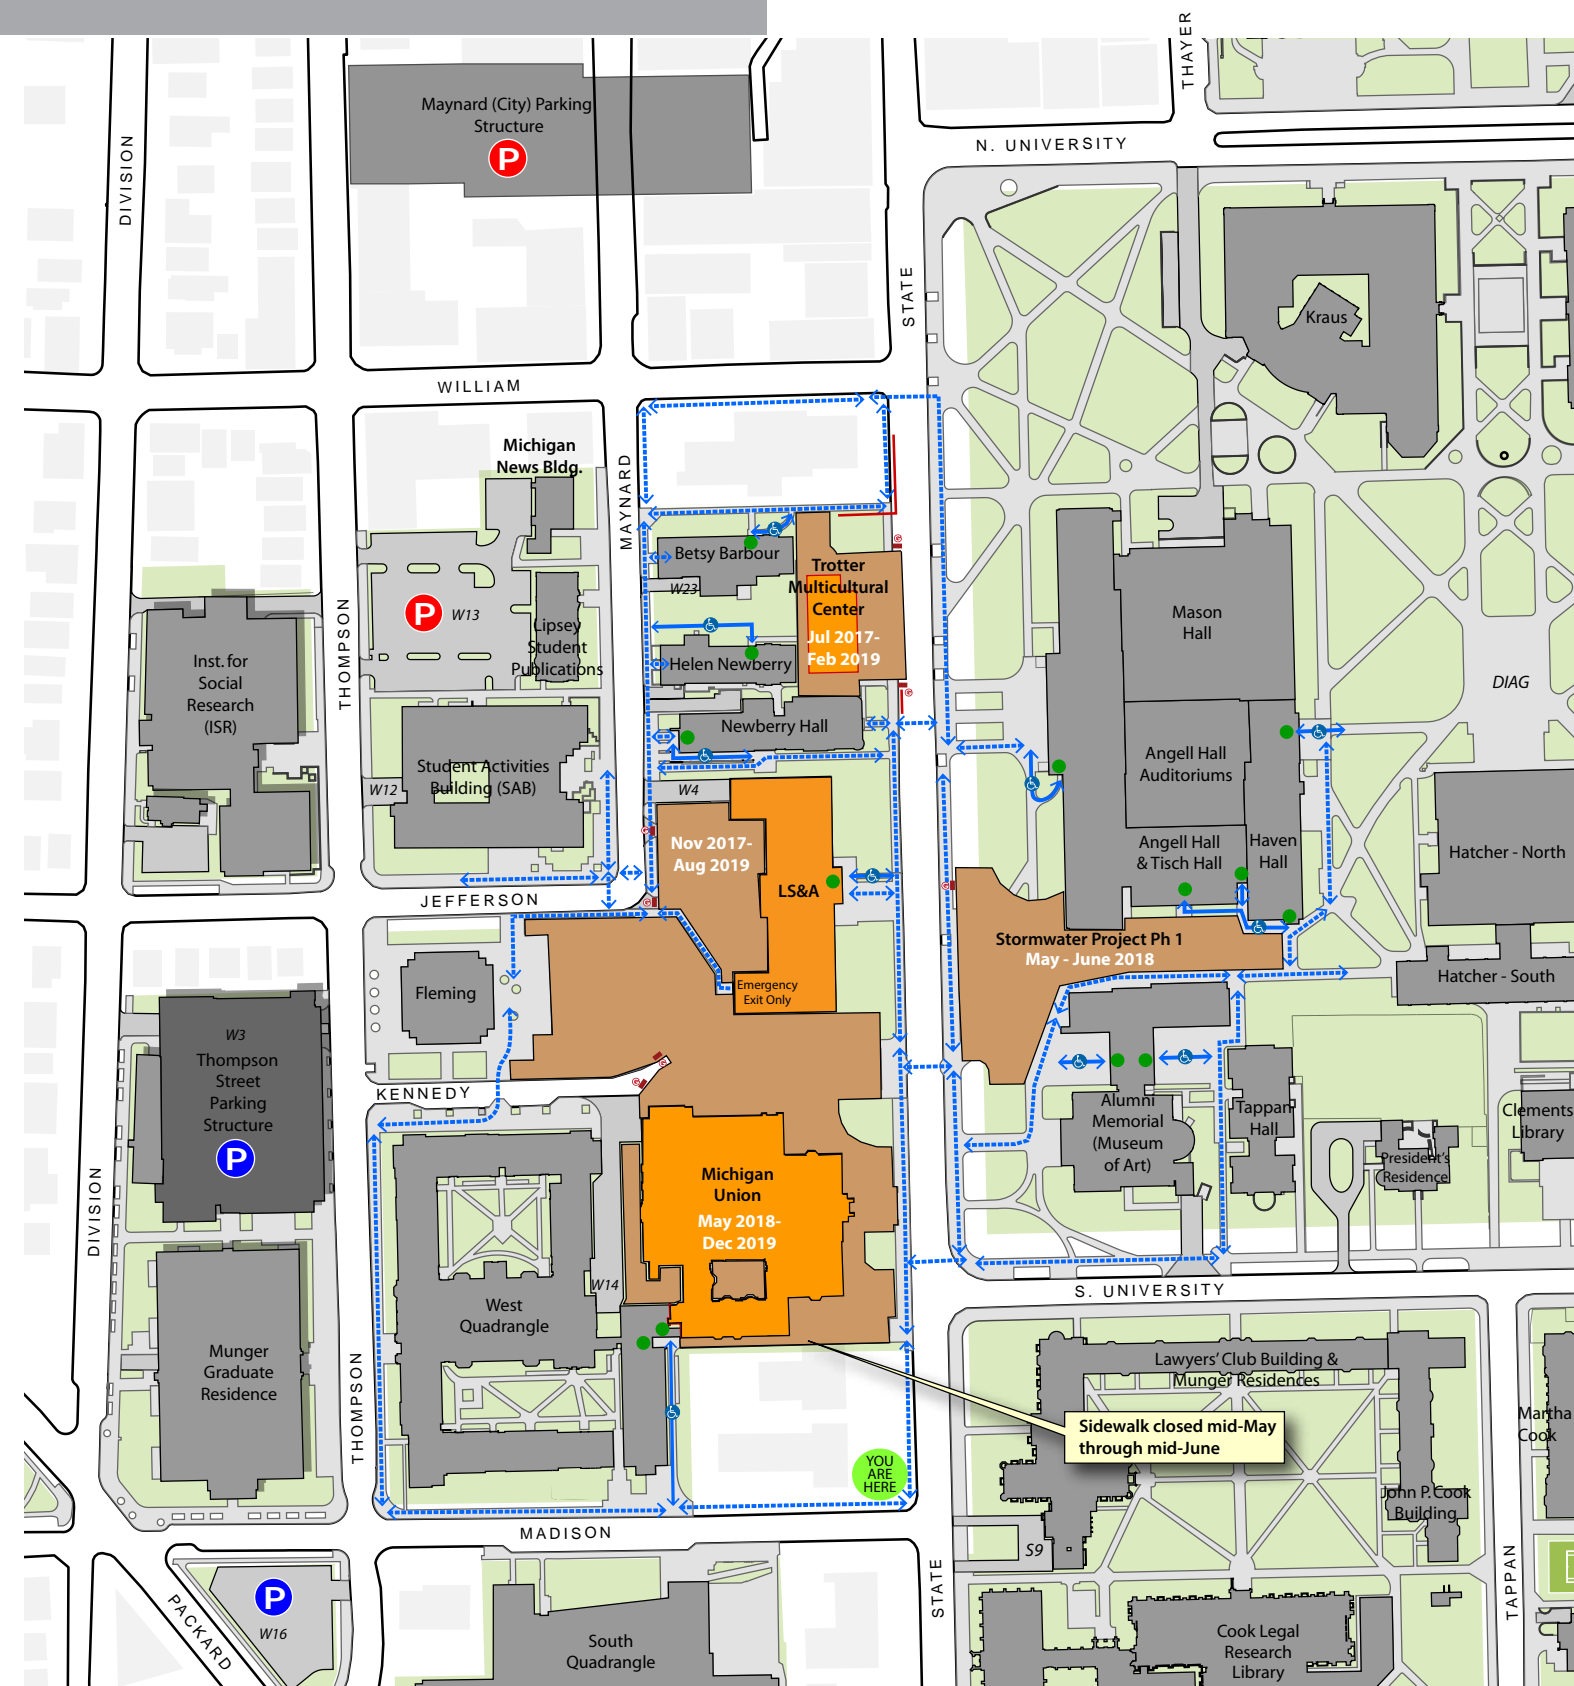 THAYER
Maynard (City) Parking
Structure
P
DIVISION
N. UNIVERSITY
STATE
Kraus
WILLIAM
Michigan
News Bldg.
MAYNARD
Betsy Barbour
W23
Trotter
Multicultural
Center
Jul 2017-
Feb 2019
P
W13
Lipsey
Student
Publications
THOMPSON
Helen Newberry
Mason
Hall
Inst. for
Social
Research
(ISR)
DIAG
Newberry Hall
Student Activities
Building (SAB)
W12
W4
Angell Hall
Auditoriums
Nov 2017-
Aug 2019
LS&A
Angell Hall
& Tisch Hall
Haven
Hall
Hatcher - North
JEFFERSON
Stormwater Project Ph 1
May - June 2018
Hatcher - South
Fleming
Emergency
Exit Only
W3
Thompson
Street
Parking
Structure
P
KENNEDY
Alumni
Memorial
(Museum
of Art)
Tappan
Hall
Clements
Library
President's
Residence
DIVISION
Michigan
Union
May 2018-
Dec 2019
W14
West
Quadrangle
S. UNIVERSITY
Munger
Graduate
Residence
THOMPSON
Lawyers' Club Building &
Munger Residences
Sidewalk closed mid-May
through mid-June
Martha
Cook
YOU
ARE
HERE
John P. Cook
Building
MADISON
S9
STATE
TAPPAN
P
W16
PACKARD
South
Quadrangle
Cook Legal
Research
Library
G
G
G
G
G
G
G